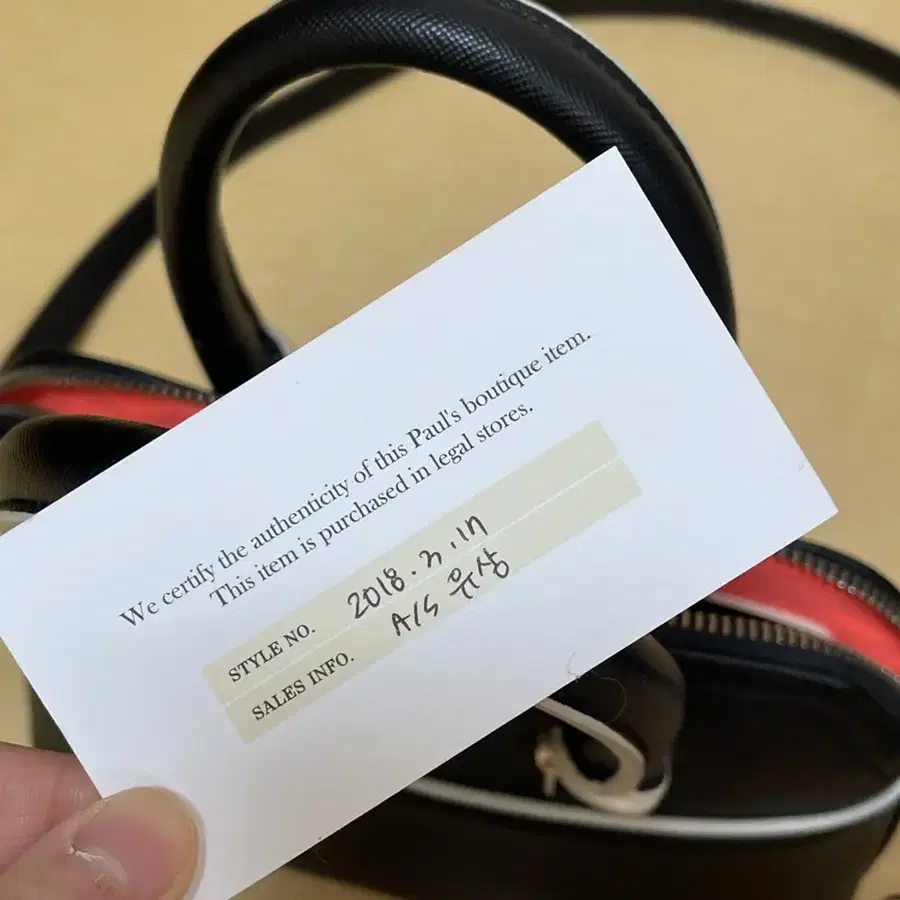 We certify the authenticity of this Paul's boutique item.
This item is purchased in legal stores.
STYLE NO. 2018.3.17
SALES INFO. A/S 유상